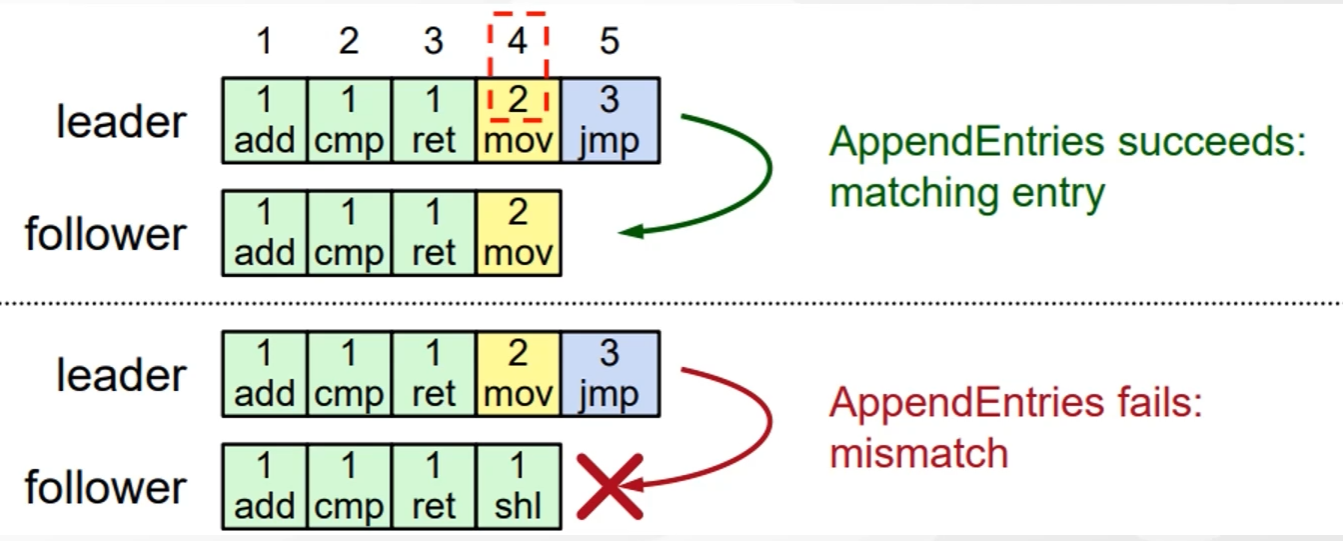 1 2 3 4 5
leader
1 1 1 2 3
add cmp ret mov jmp
AppendEntries succeeds:
matching entry
follower
1 1 1 2
add cmp ret mov
leader
1 1 1 2 3
add cmp ret mov jmp
AppendEntries fails:
mismatch
follower
1 1 1 1
add cmp ret shl